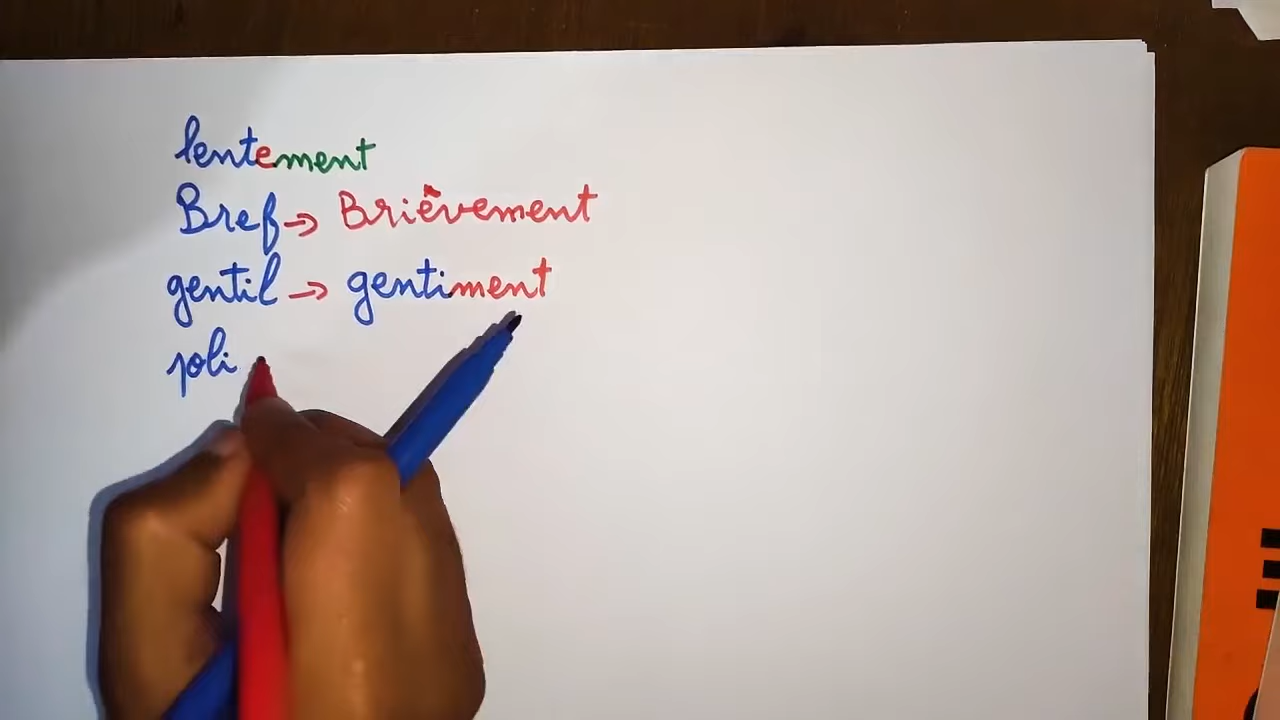 lentement
Bref → Brièvement
gentil → gentiment
poli